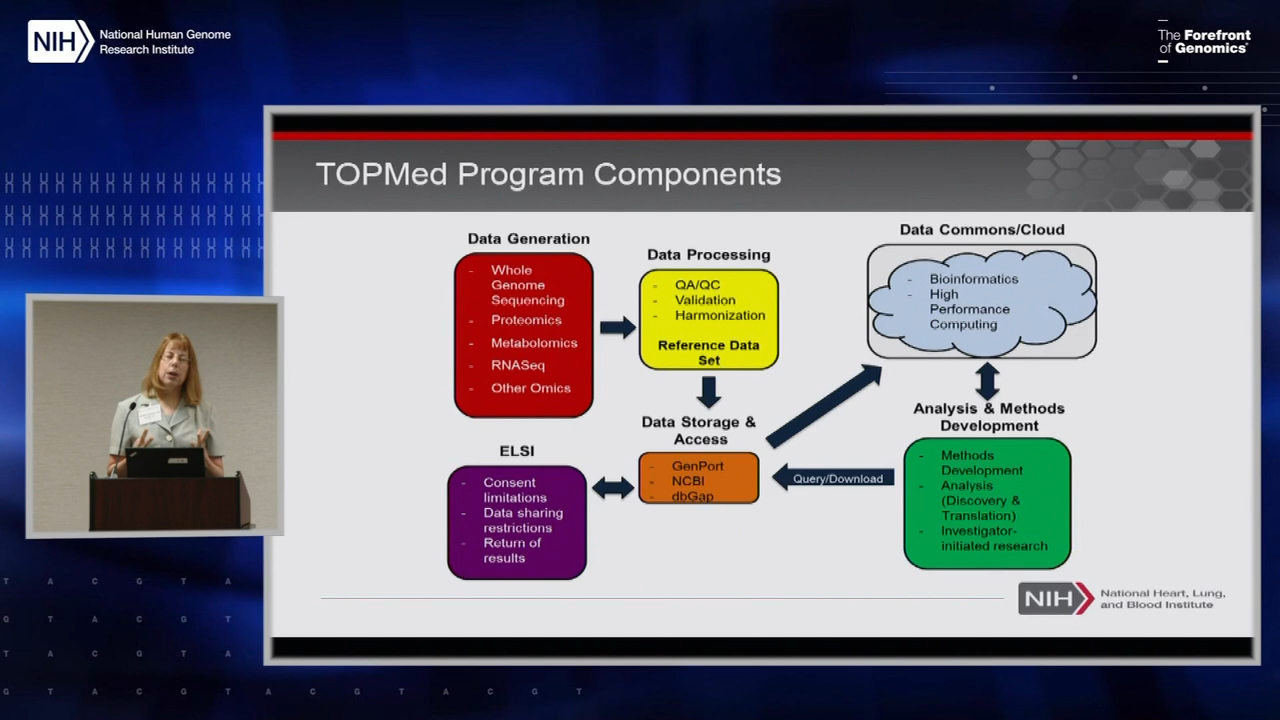 NIH
National Human Genome
Research Institute
The Forefront
of Genomics®
TOPMed Program Components
Data Generation
- Whole
Genome
Sequencing
- Proteomics
- Metabolomics
- RNASeq
- Other Omics
Data Processing
- QA/QC
- Validation
- Harmonization
Reference Data
Set
Data Commons/Cloud
- Bioinformatics
- High
Performance
Computing
Data Storage &
Access
- GenPort
- NCBI
- dbGap
ELSI
- Consent
limitations
- Data sharing
restrictions
- Return of
results
Query/Download
Analysis & Methods
Development
- Methods
Development
- Analysis
(Discovery &
Translation)
- Investigator-
initiated research
NIH
National Heart, Lung,
and Blood Institute
T A C G T A
G T A C G T
T A C G T A
G T A C G T A C G T A C G T